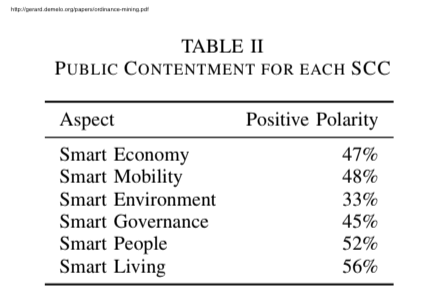 http://gerard.demelo.org/papers/ordinance-mining.pdf
TABLE II
PUBLIC CONTENTMENT FOR EACH SCC
Aspect Positive Polarity
Smart Economy 47%
Smart Mobility 48%
Smart Environment 33%
Smart Governance 45%
Smart People 52%
Smart Living 56%